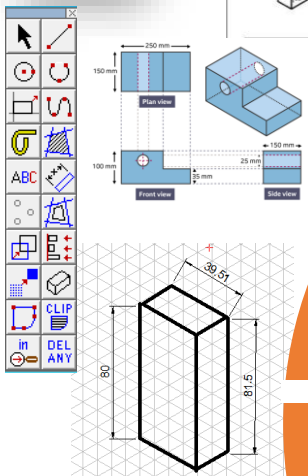 250 mm
150 mm
Plan view
150 mm
25 mm
100 mm
35 mm
Front view
Side view
ABC
CLIP
in
DEL
ANY
39.51
80
81.5